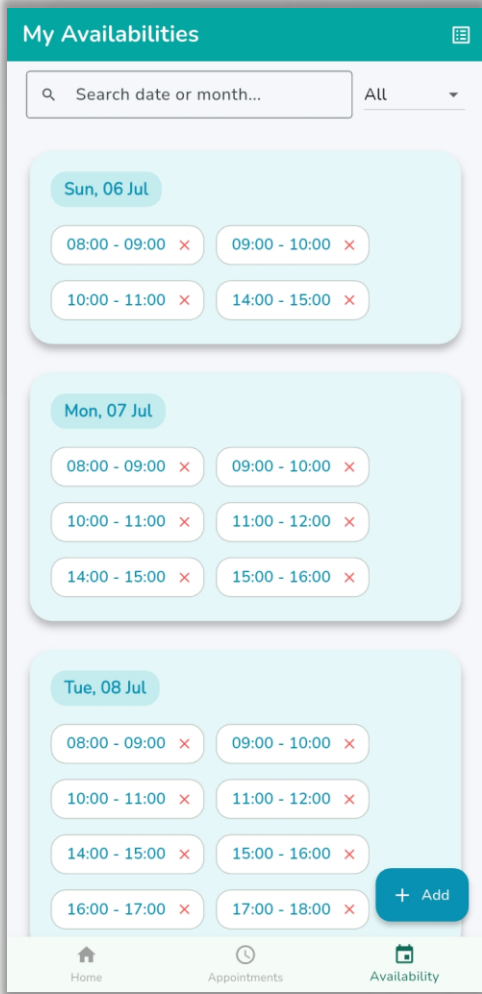 My Availabilities
Search date or month...
All
Sun, 06 Jul
08:00 - 09:00 × 09:00 - 10:00 ×
10:00 - 11:00 × 14:00 - 15:00 ×
Mon, 07 Jul
08:00 - 09:00 × 09:00 - 10:00 ×
10:00 - 11:00 × 11:00 - 12:00 ×
14:00 - 15:00 × 15:00 - 16:00 ×
Tue, 08 Jul
08:00 - 09:00 × 09:00 - 10:00 ×
10:00 - 11:00 × 11:00 - 12:00 ×
14:00 - 15:00 × 15:00 - 16:00 ×
16:00 - 17:00 × 17:00 - 18:00 ×
+ Add
Home Appointments Availability